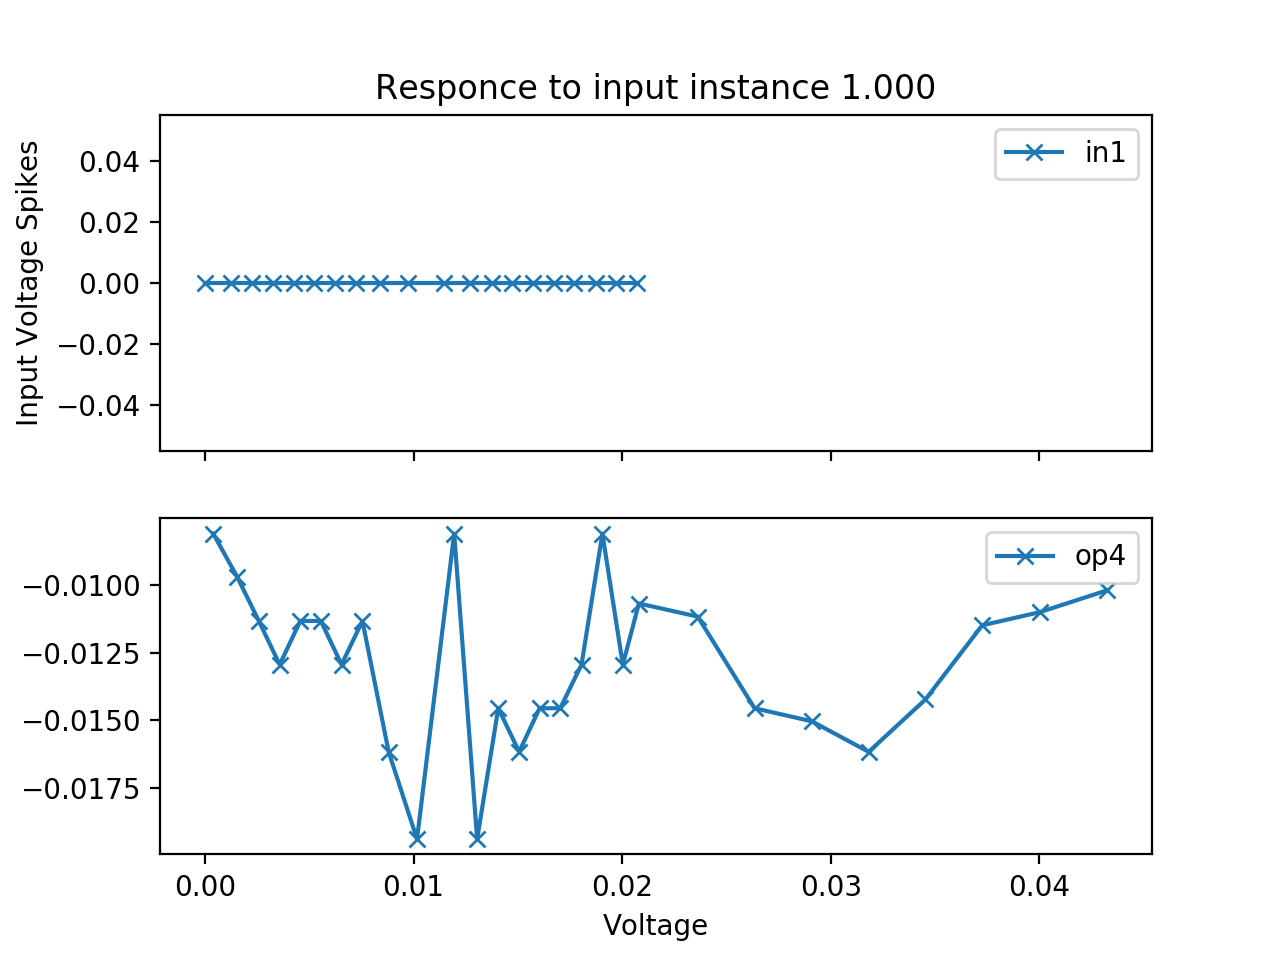 Responce to input instance 1.000
Input Voltage Spikes
0.04
0.02
0.00
−0.02
−0.04
in1
−0.0100
−0.0125
−0.0150
−0.0175
op4
0.00 0.01 0.02 0.03 0.04
Voltage